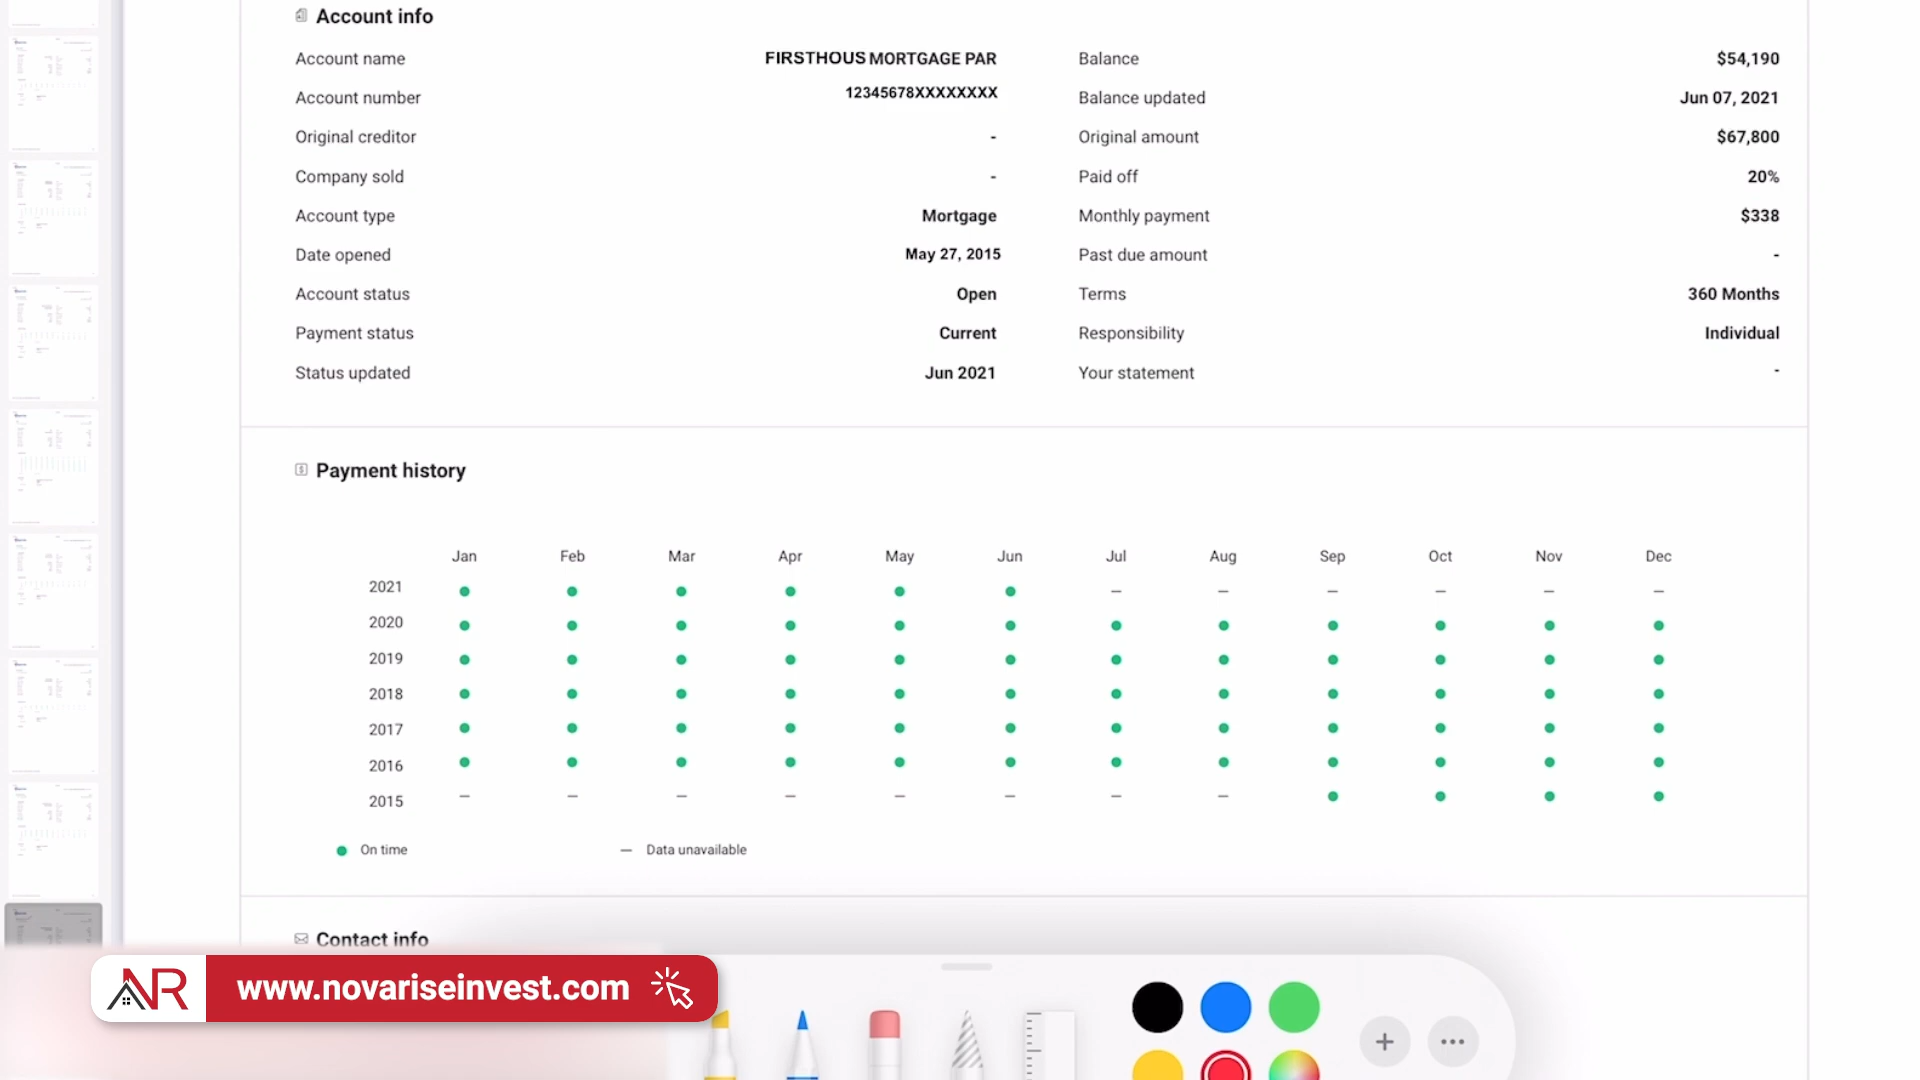 Account info
Account name FIRSTHOUS MORTGAGE PAR Balance $54,190
Account number 12345678XXXXXXXX Balance updated Jun 07, 2021
Original creditor - Original amount $67,800
Company sold - Paid off 20%
Account type Mortgage Monthly payment $338
Date opened May 27, 2015 Past due amount -
Account status Open Terms 360 Months
Payment status Current Responsibility Individual
Status updated Jun 2021 Your statement -
Payment history
Jan Feb Mar Apr May Jun Jul Aug Sep Oct Nov Dec
2021 – – – – – –
2020
2019
2018
2017
2016
2015 – – – – – – – –
On time – Data unavailable
Contact info
NR www.novariseinvest.com